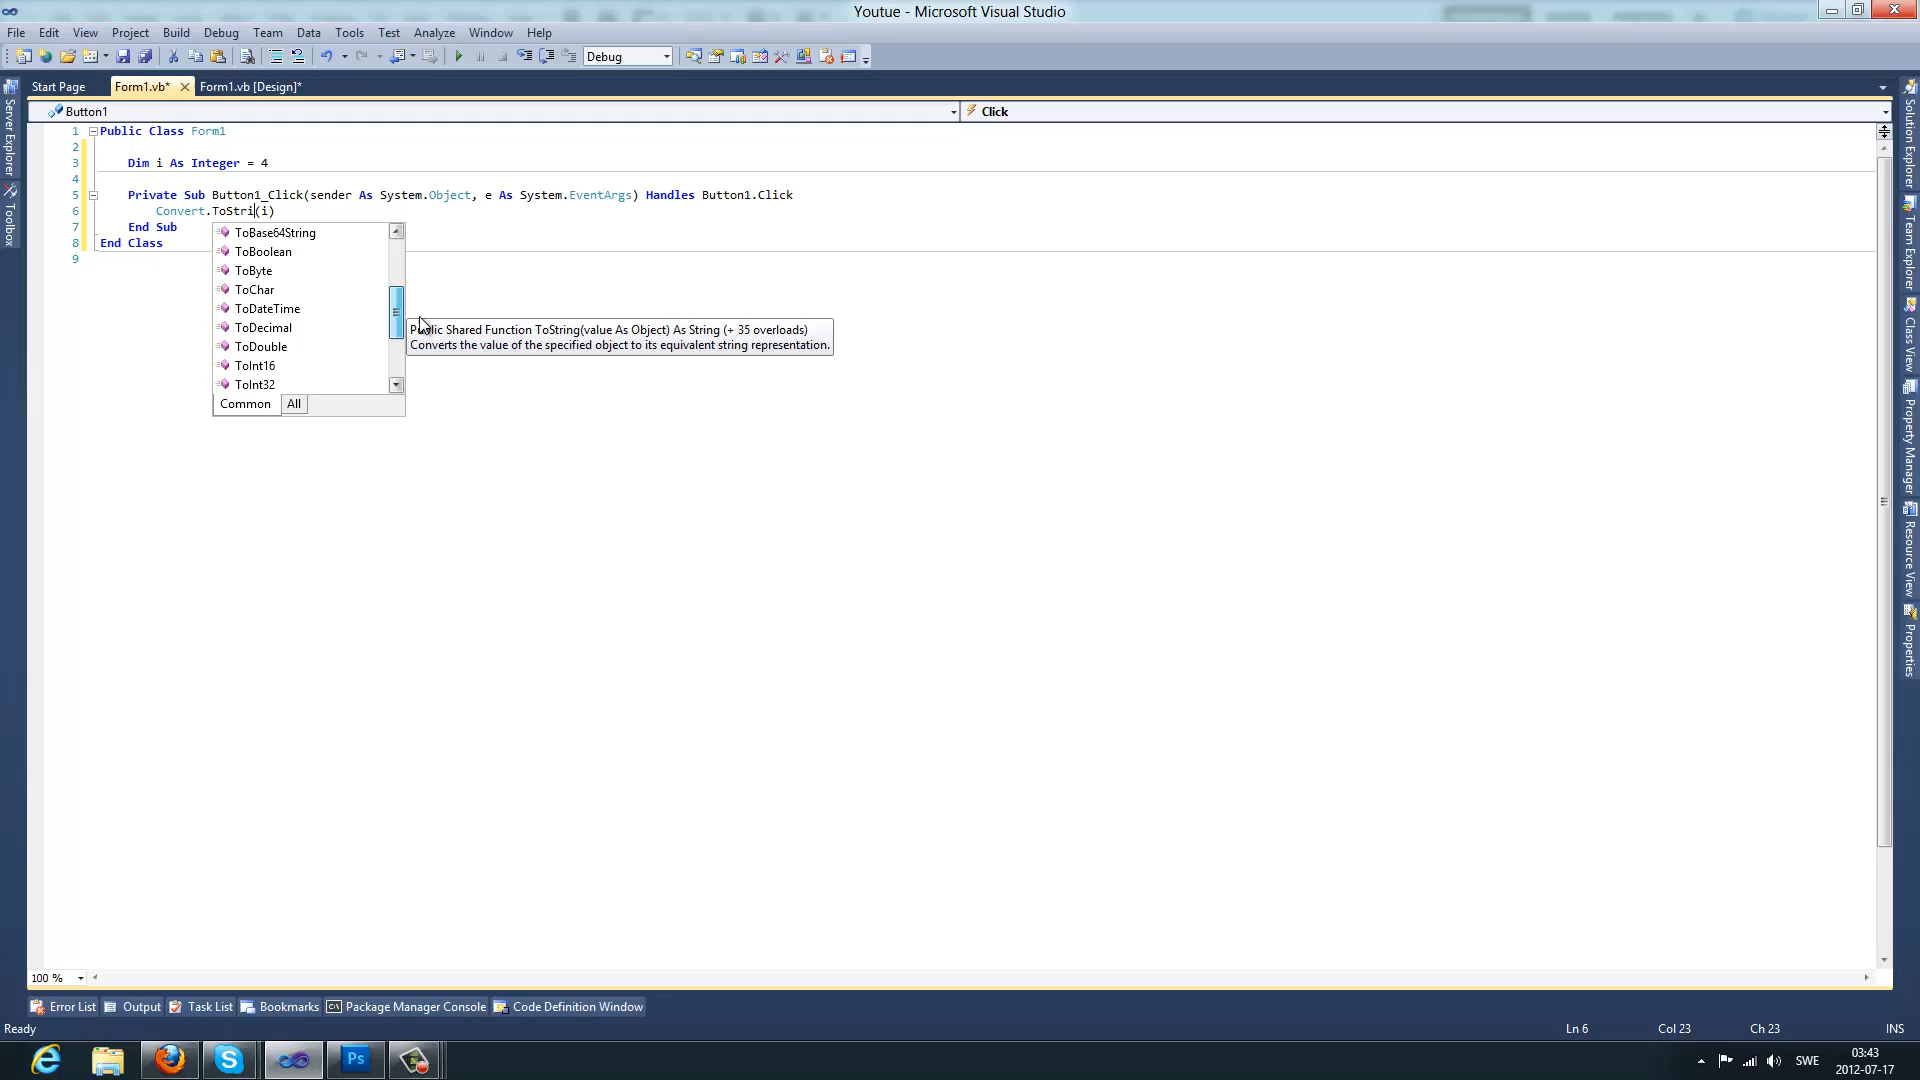 Youtue - Microsoft Visual Studio
File Edit View Project Build Debug Team Data Tools Test Analyze Window Help
Debug
Start Page Form1.vb* Form1.vb [Design]*
Button1 Click
1 Public Class Form1
2
3 Dim i As Integer = 4
4
5 Private Sub Button1_Click(sender As System.Object, e As System.EventArgs) Handles Button1.Click
6 Convert.ToStri(i)
7 End Sub
8 End Class
9
ToBase64String
ToBoolean
ToByte
ToChar
ToDateTime
ToDecimal
ToDouble
ToInt16
ToInt32
Common All
Public Shared Function ToString(value As Object) As String (+ 35 overloads)
Converts the value of the specified object to its equivalent string representation.
Server Explorer
Toolbox
Solution Explorer
Team Explorer
Class View
Property Manager
Resource View
Properties
100 %
Error List Output Task List Bookmarks Package Manager Console Code Definition Window
Ready Ln 6 Col 23 Ch 23 INS
Ps
SWE
03:43
2012-07-17